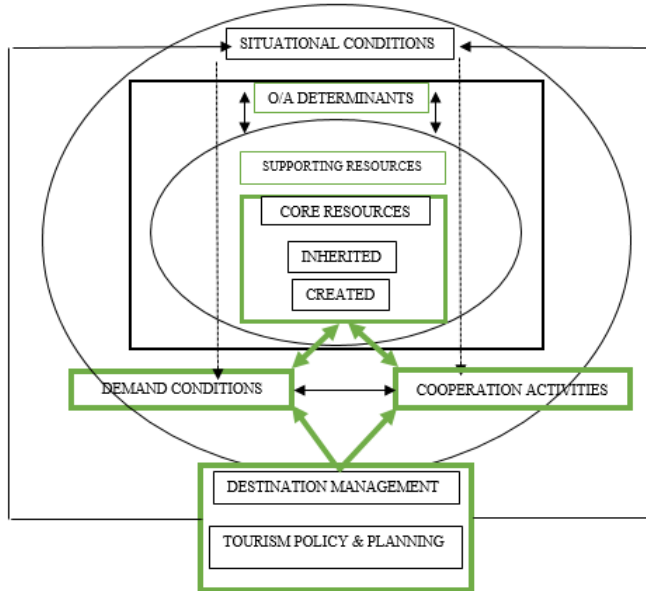 SITUATIONAL CONDITIONS
O/A DETERMINANTS
SUPPORTING RESOURCES
CORE RESOURCES
INHERITED
CREATED
DEMAND CONDITIONS
COOPERATION ACTIVITIES
DESTINATION MANAGEMENT
TOURISM POLICY & PLANNING